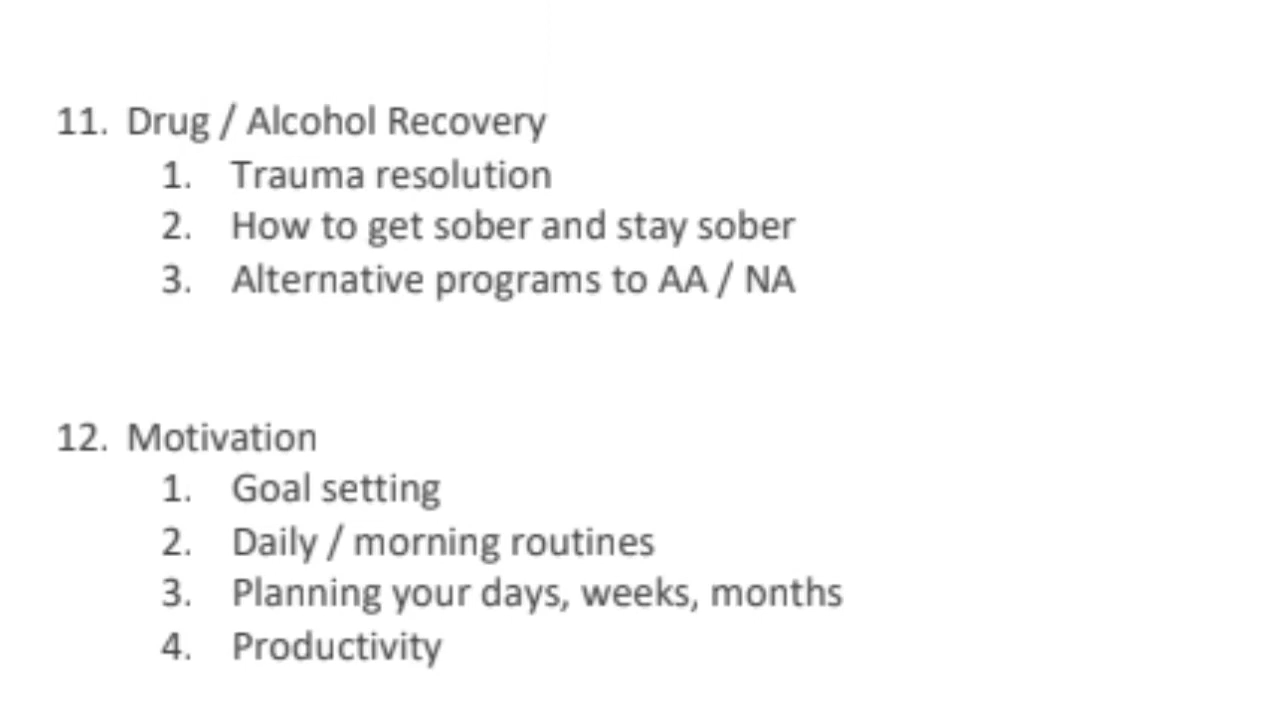 11. Drug / Alcohol Recovery
1. Trauma resolution
2. How to get sober and stay sober
3. Alternative programs to AA / NA
12. Motivation
1. Goal setting
2. Daily / morning routines
3. Planning your days, weeks, months
4. Productivity